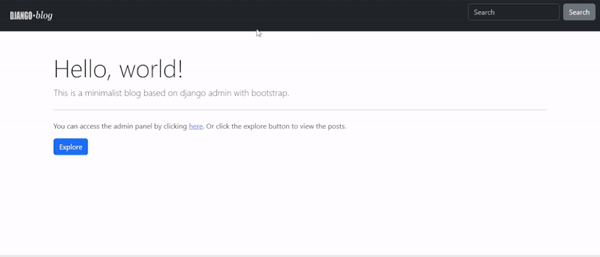 DJANGO•blog
Search Search
Hello, world!
This is a minimalist blog based on django admin with bootstrap.
You can access the admin panel by clicking here. Or click the explore button to view the posts.
Explore